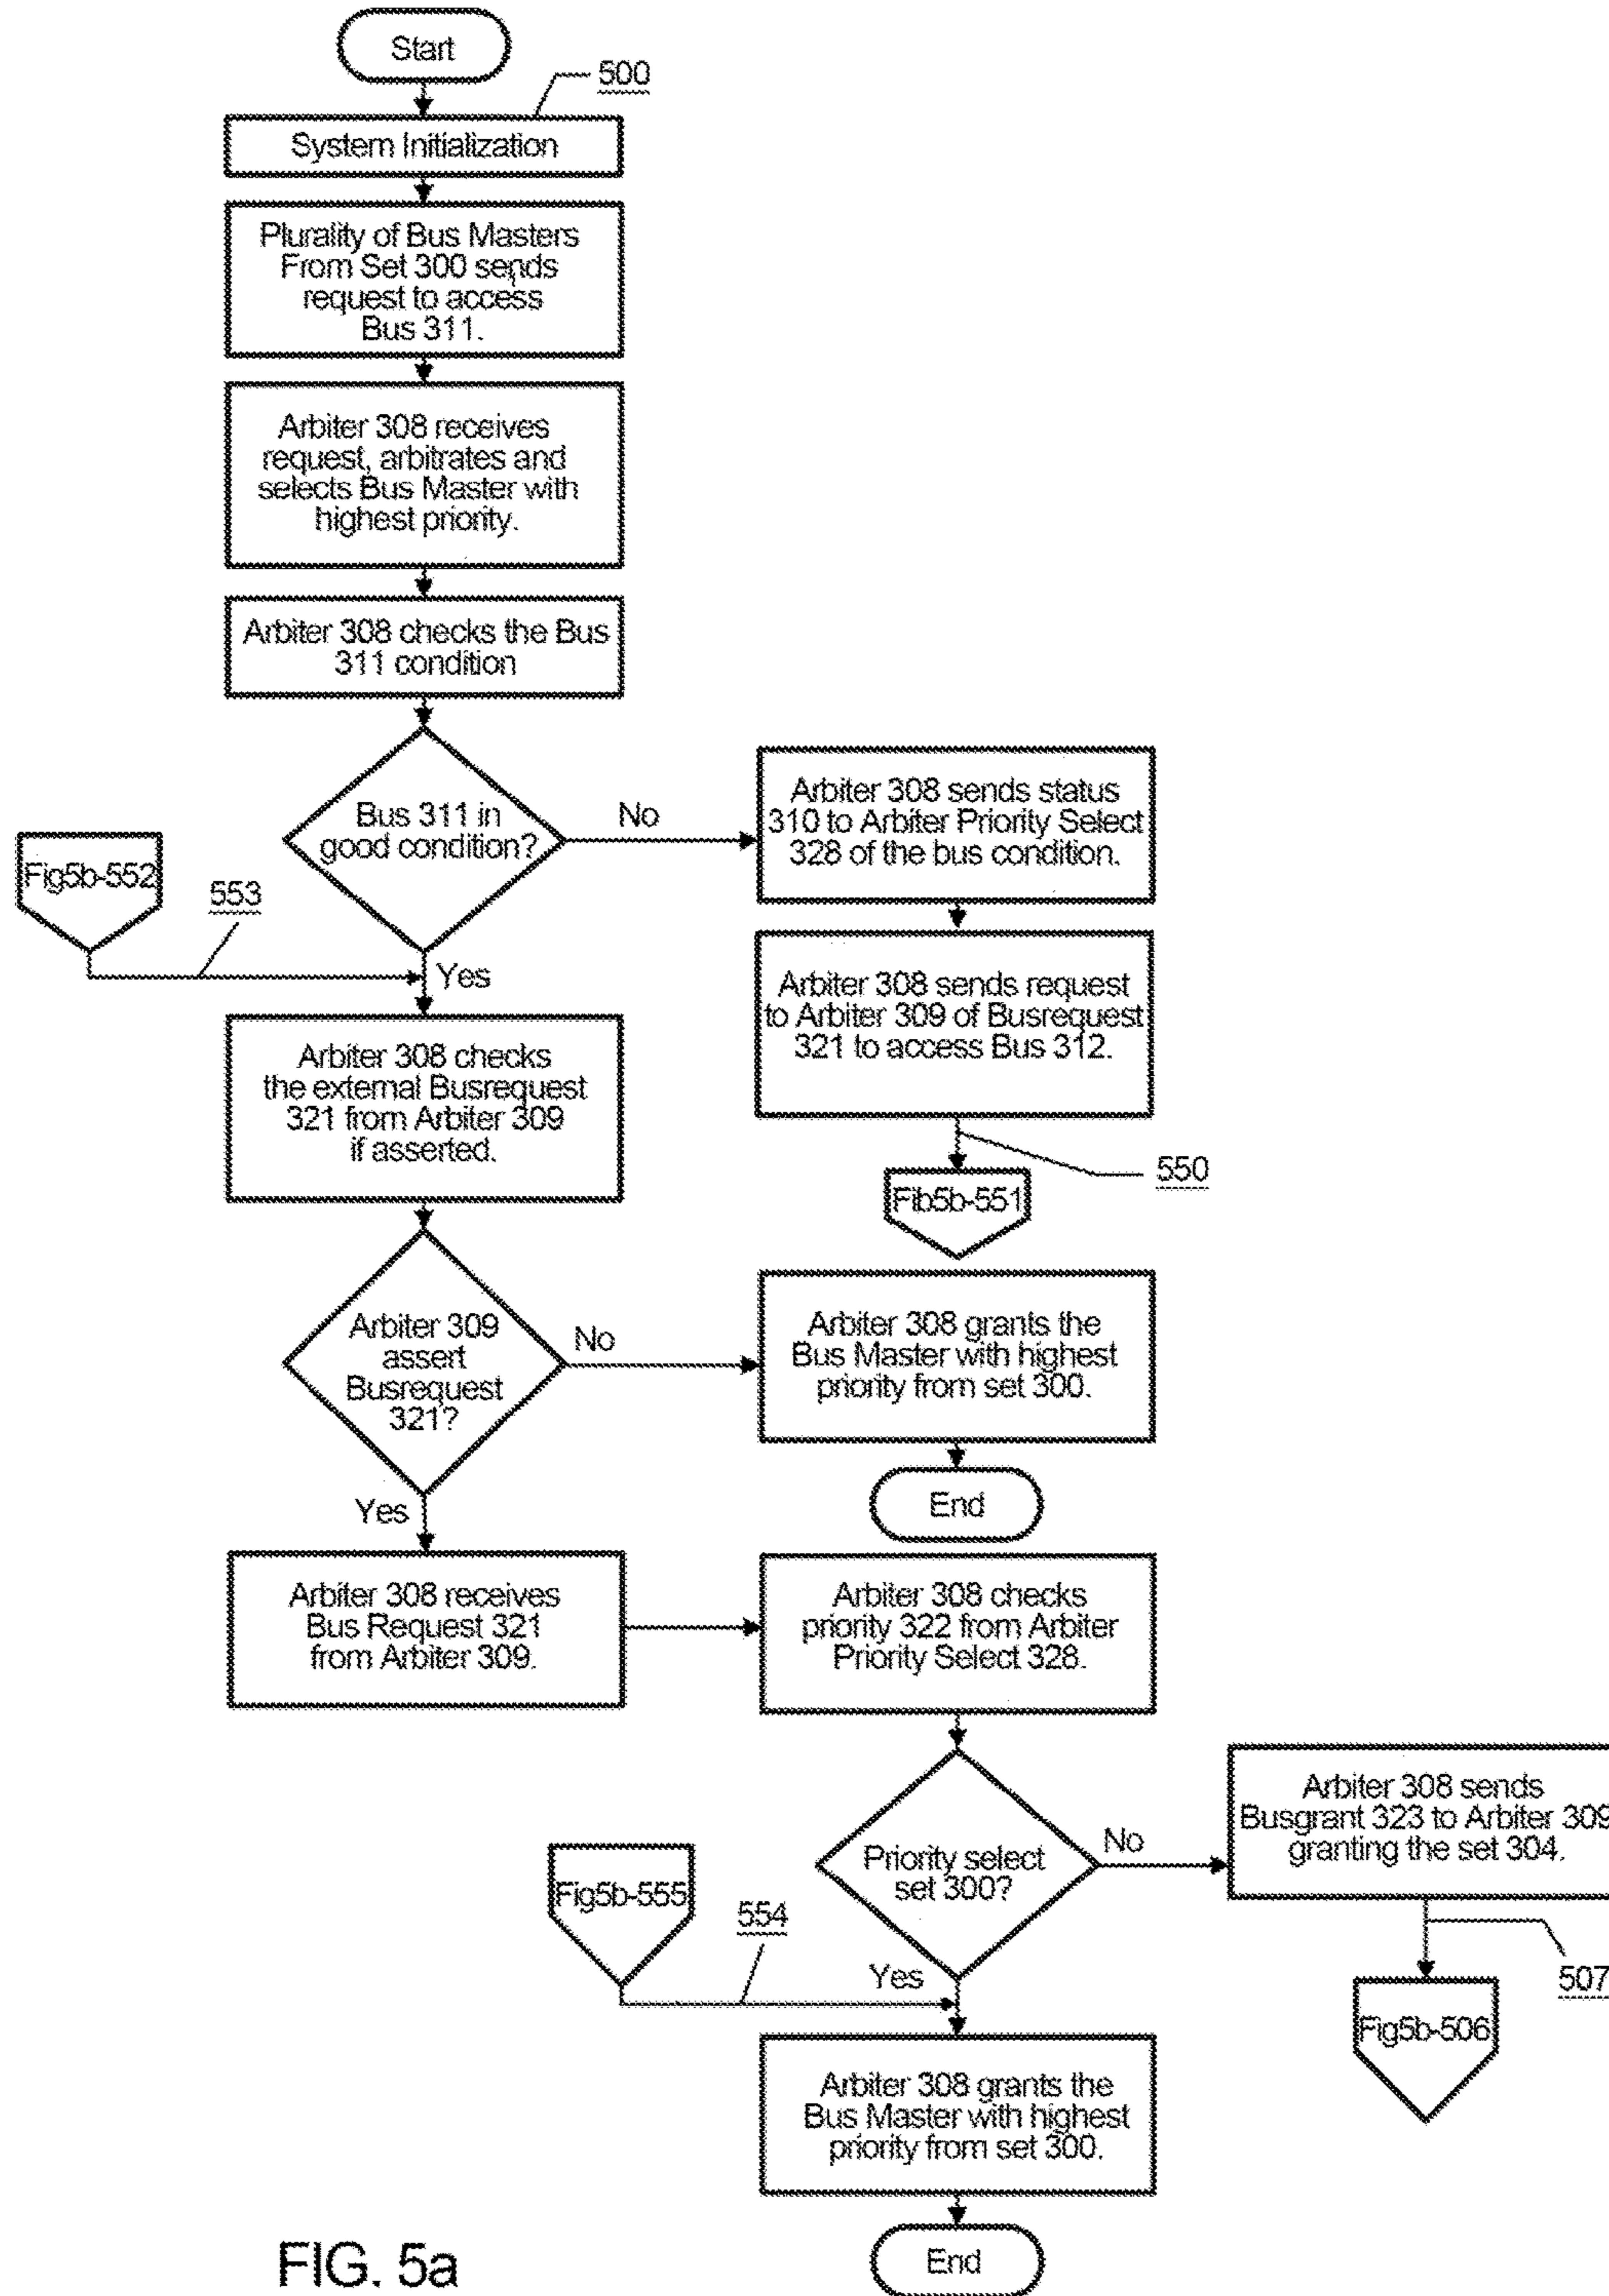 Start
500
System Initialization
Plurality of Bus Masters
From Set 300 sends
request to access
Bus 311.
Arbiter 308 receives
request, arbitrates and
selects Bus Master with
highest priority.
Arbiter 308 checks the Bus
311 condition
Bus 311 in
good condition?
No
Arbiter 308 sends status
310 to Arbiter Priority Select
328 of the bus condition.
Fig5b-552
553
Yes
Arbiter 308 sends request
to Arbiter 309 of Busrequest
321 to access Bus 312.
550
Fib5b-551
Arbiter 308 checks
the external Busrequest
321 from Arbiter 309
if asserted.
Arbiter 309
assert
Busrequest
321?
No
Arbiter 308 grants the
Bus Master with highest
priority from set 300.
End
Yes
Arbiter 308 receives
Bus Request 321
from Arbiter 309.
Arbiter 308 checks
priority 322 from Arbiter
Priority Select 328.
Priority select
set 300?
No
Arbiter 308 sends
Busgrant 323 to Arbiter 309
granting the set 304.
507
Fig5b-506
Fig5b-555
554
Yes
Arbiter 308 grants the
Bus Master with highest
priority from set 300.
End
FIG. 5a